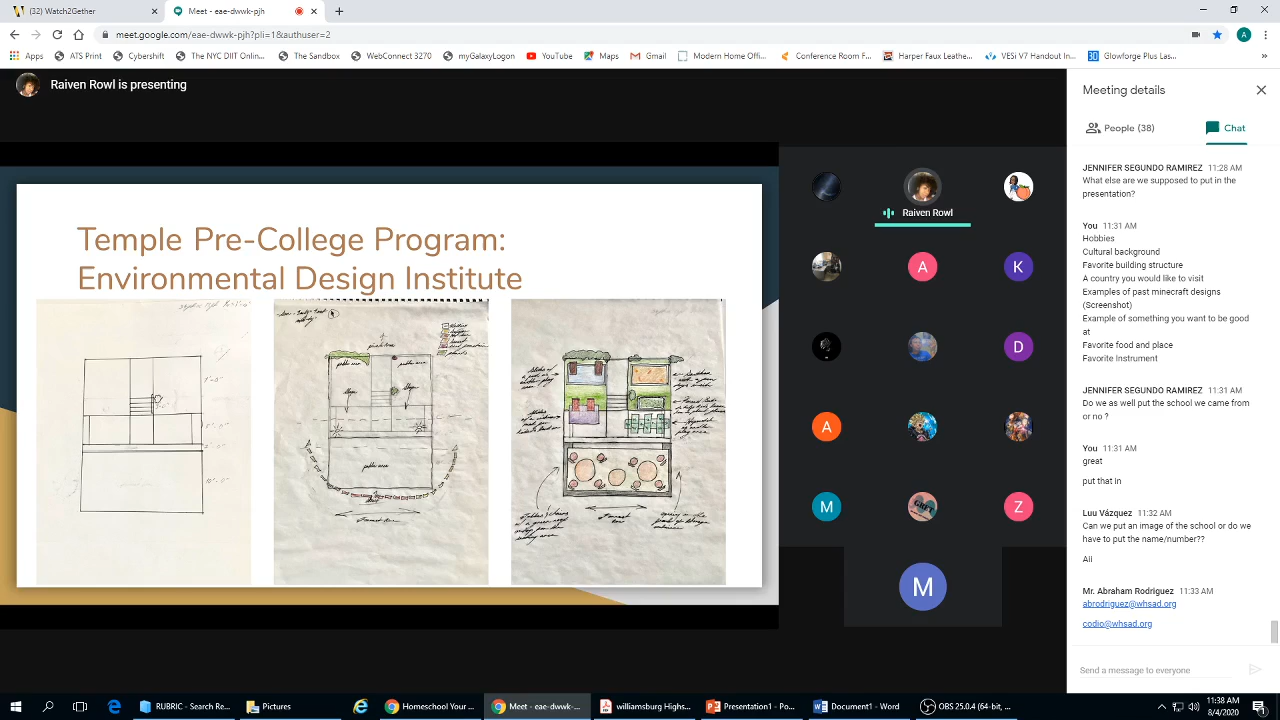 (32) Watch2Gether
Meet - eae-dwwk-pjh
meet.google.com/eae-dwwk-pjh?pli=1&authuser=2
A
Apps
ATS Print
Cybershift
The NYC DIIT Onlin...
The Sandbox
WebConnect 3270
myGalaxyLogon
YouTube
Maps
Gmail
Modern Home Offi...
Conference Room F...
Harper Faux Leathe...
VESi V7 Handout In...
30
Glowforge Plus Las...
»
Raiven Rowl is presenting
Temple Pre-College Program:
Environmental Design Institute
public area
public area
public area
Raiven Rowl
A
K
D
A
GIFT
M
Z
M
Meeting details
People (38)
Chat
JENNIFER SEGUNDO RAMIREZ 11:28 AM
What else are we supposed to put in the
presentation?
You 11:31 AM
Hobbies
Cultural background
Favorite building structure
A country you would like to visit
Examples of past minecraft designs
(Screenshot)
Example of something you want to be good
at
Favorite food and place
Favorite Instrument
JENNIFER SEGUNDO RAMIREZ 11:31 AM
Do we as well put the school we came from
or no ?
You 11:31 AM
great
put that in
Luu Vázquez 11:32 AM
Can we put an image of the school or do we
have to put the name/number??
Aii
Mr. Abraham Rodriguez 11:33 AM
abrodriguez@whsad.org
codio@whsad.org
Send a message to everyone
RUBRIC - Search Re...
Pictures
Homeschool Your ...
Meet - eae-dwwk-...
williamsburg Highs...
Presentation1 - Po...
Document1 - Word
OBS 25.0.4 (64-bit, ...
11:38 AM
8/4/2020